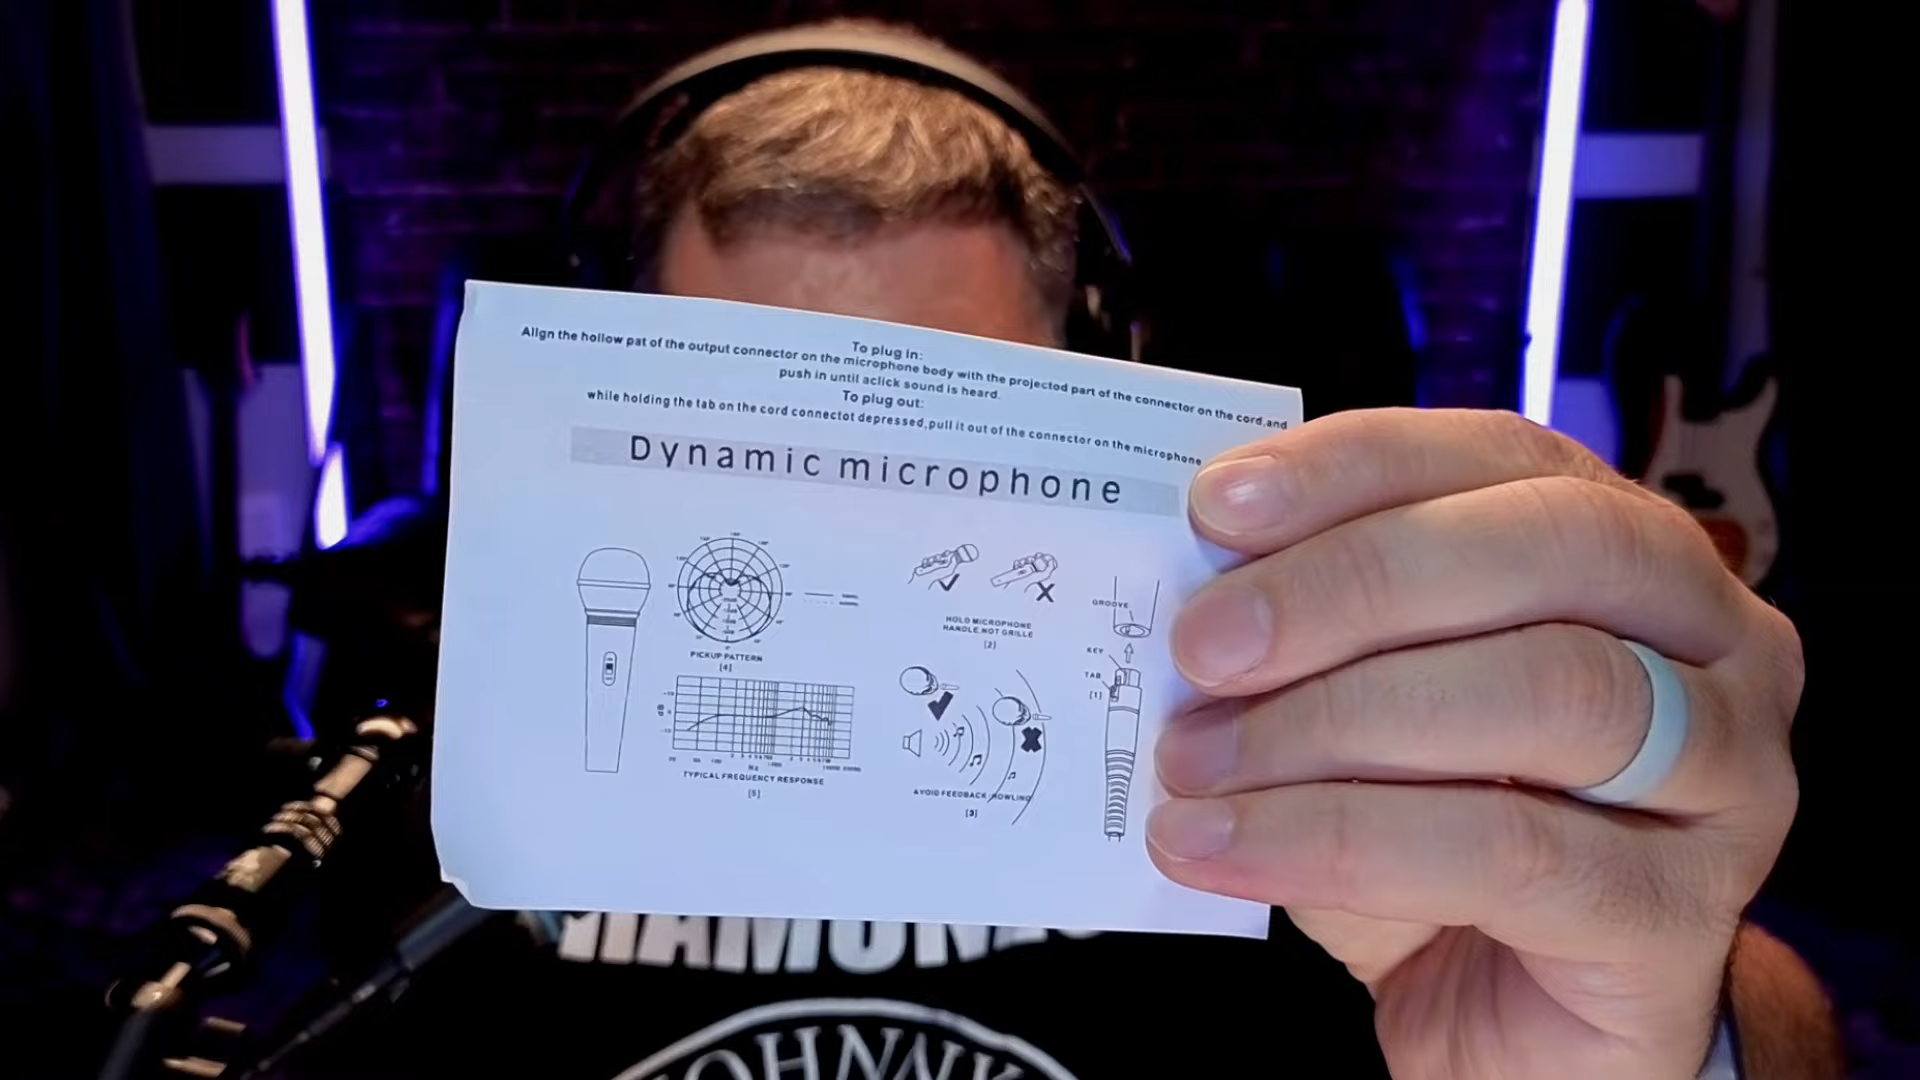 To plug in:
Align the hollow pat of the output connector on the microphone body with the projected part of the connector on the cord,and
push in until aclick sound is heard.
To plug out:
while holding the tab on the cord connectot depressed,pull it out of the connector on the microphone
Dynamic microphone
PICKUP PATTERN
[4]
dB
Hz
TYPICAL FREQUENCY RESPONSE
[5]
HOLD MICROPHONE
HANDLE,NOT GRILLE
[2]
AVOID FEEDBACK HOWLING
[3]
GROOVE
KEY
TAB
[1]
RAMONES
JOHNNY